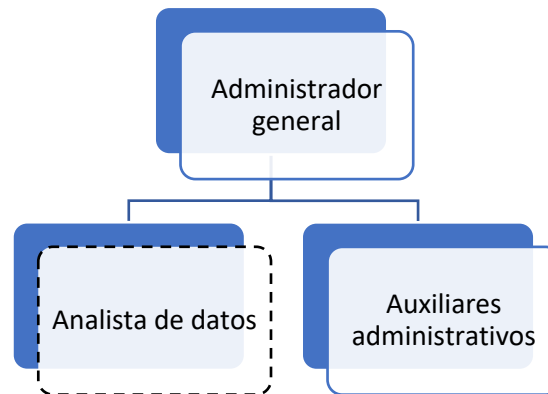 Administrador
general
Analista de datos
Auxiliares
administrativos